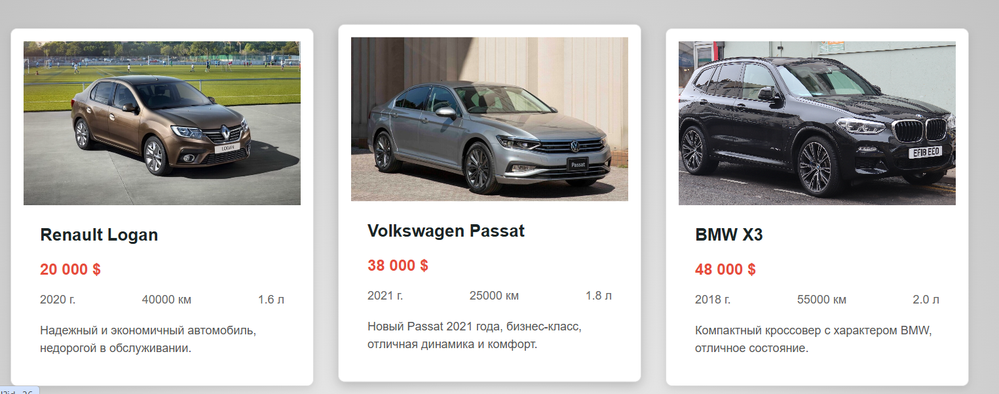 LOGAN
Renault Logan
20 000 $
2020 г. 40000 км 1.6 л
Надежный и экономичный автомобиль,
недорогой в обслуживании.
Passat
Volkswagen Passat
38 000 $
2021 г. 25000 км 1.8 л
Новый Passat 2021 года, бизнес-класс,
отличная динамика и комфорт.
EF18 EEO
BMW X3
48 000 $
2018 г. 55000 км 2.0 л
Компактный кроссовер с характером BMW,
отличное состояние.